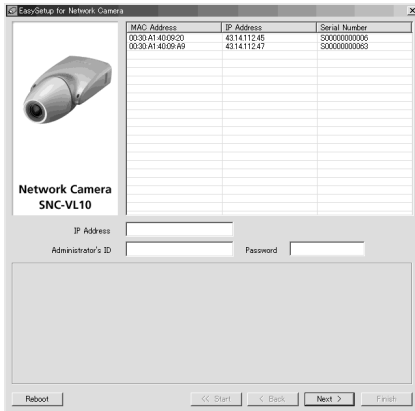 EasySetup for Network Camera
MAC Address IP Address Serial Number
00:30:A1:40:09:20 43.14.112.45 S00000000006
00:30:A1:40:09:A9 43.14.112.47 S00000000063
Network Camera
SNC-VL10
IP Address
Administrator's ID Password
Reboot << Start < Back Next > Finish